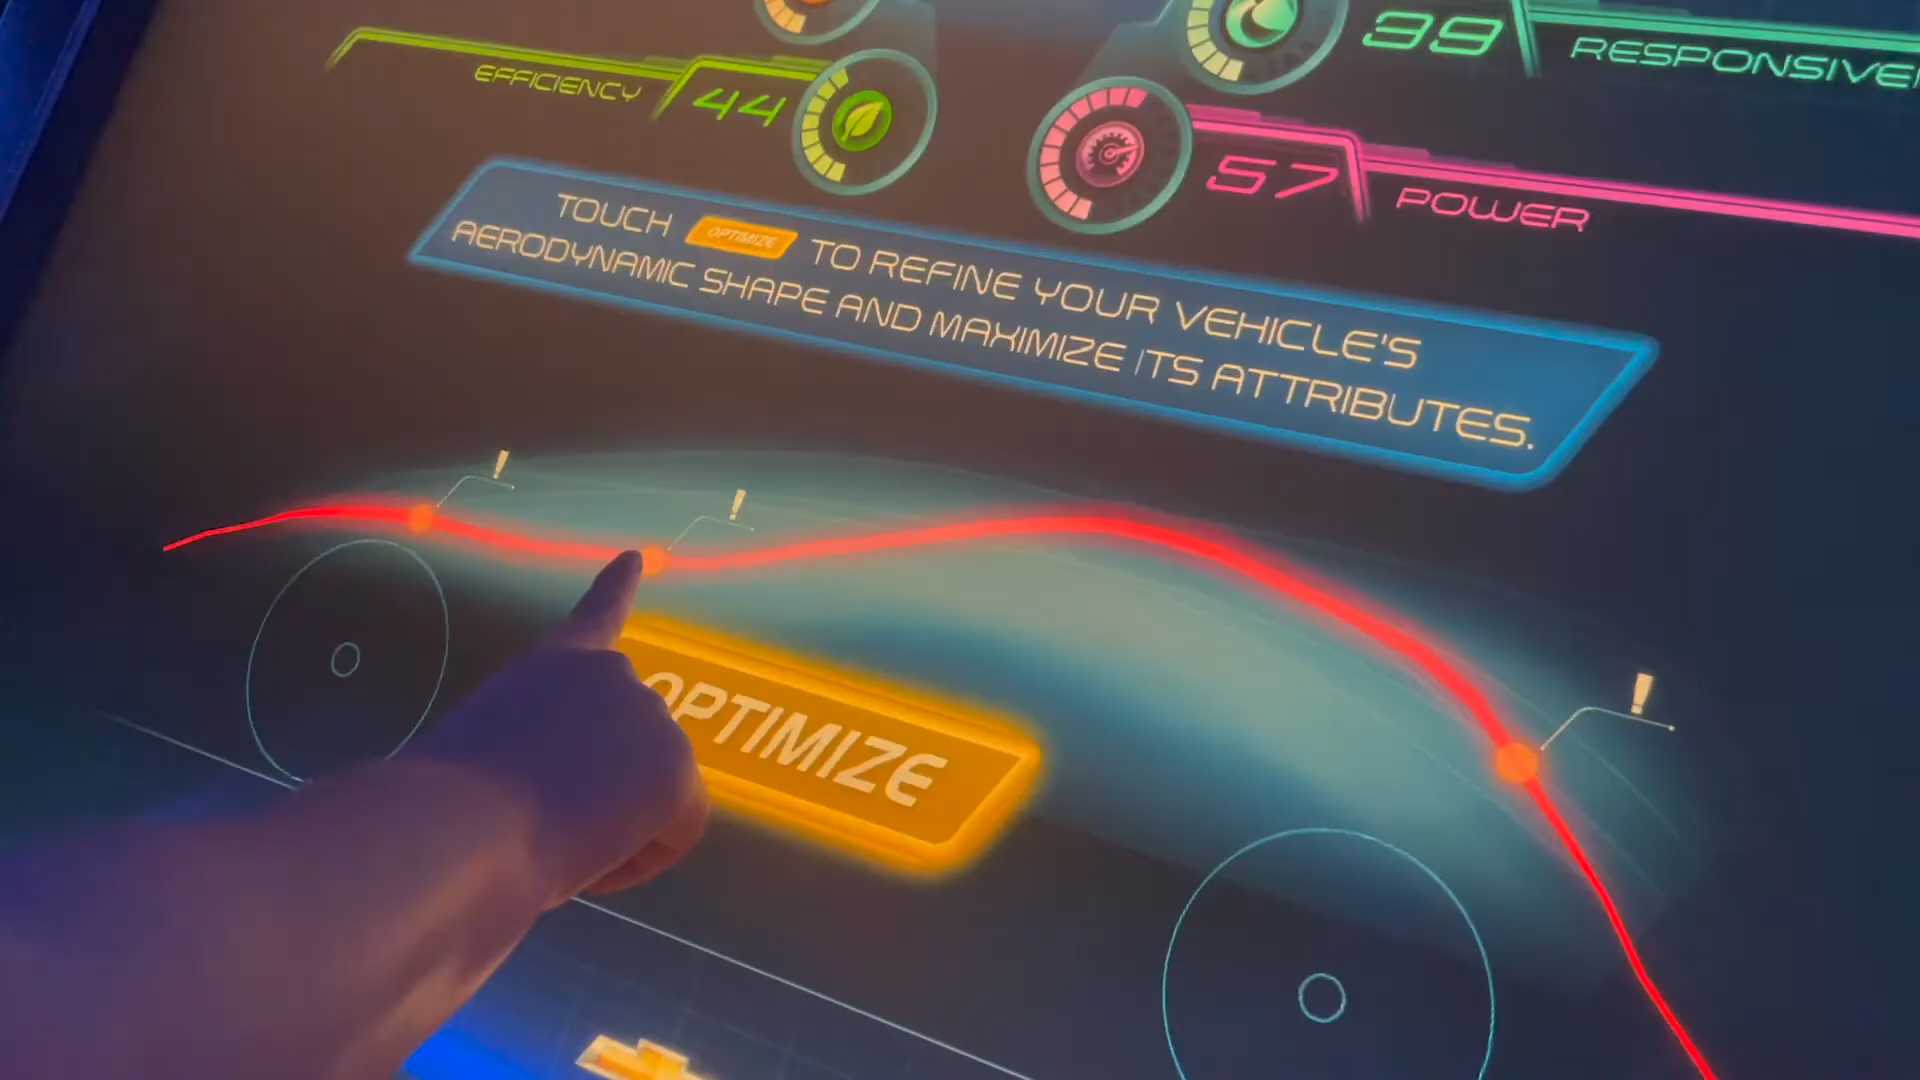 39
RESPONSIVE
EFFICIENCY 44
57 POWER
TOUCH OPTIMIZE TO REFINE YOUR VEHICLE'S
AERODYNAMIC SHAPE AND MAXIMIZE ITS ATTRIBUTES.
!
!
!
OPTIMIZE